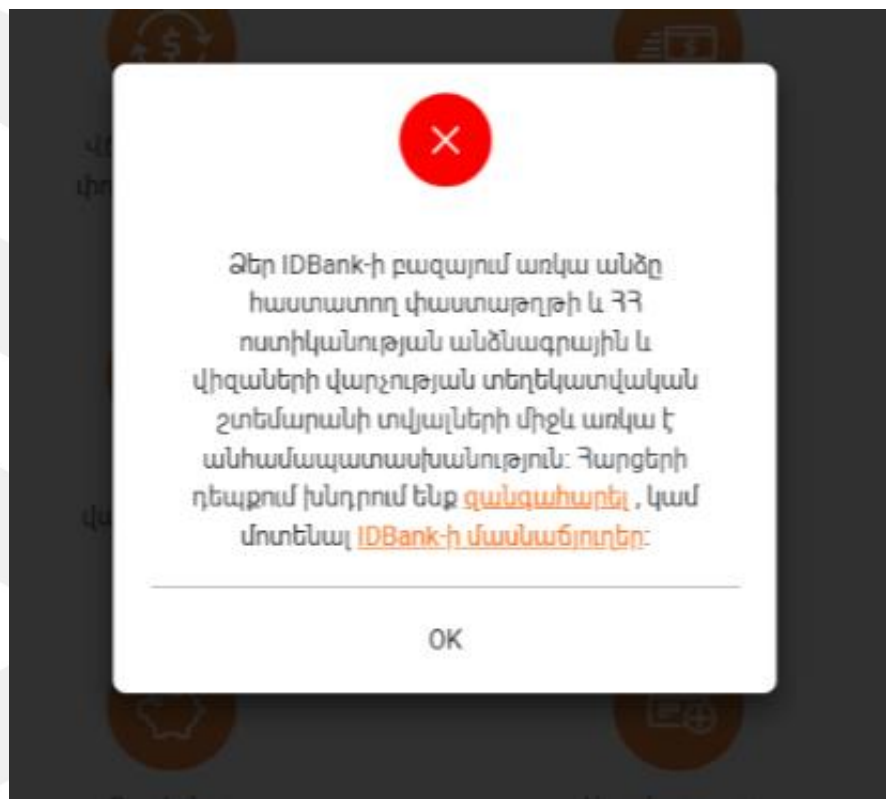 Ձեր IDBank-ի բազայում առկա անձը
հաստատող փաստաթղթի և ՀՀ
ոստիկանության անձնագրային և
վիզաների վարչության տեղեկատվական
շտեմարանի տվյալների միջև առկա է
անհամապատասխանություն: Հարցերի
դեպքում խնդրում ենք զանգահարել , կամ
մոտենալ IDBank-ի մասնաճյուղեր:
OK